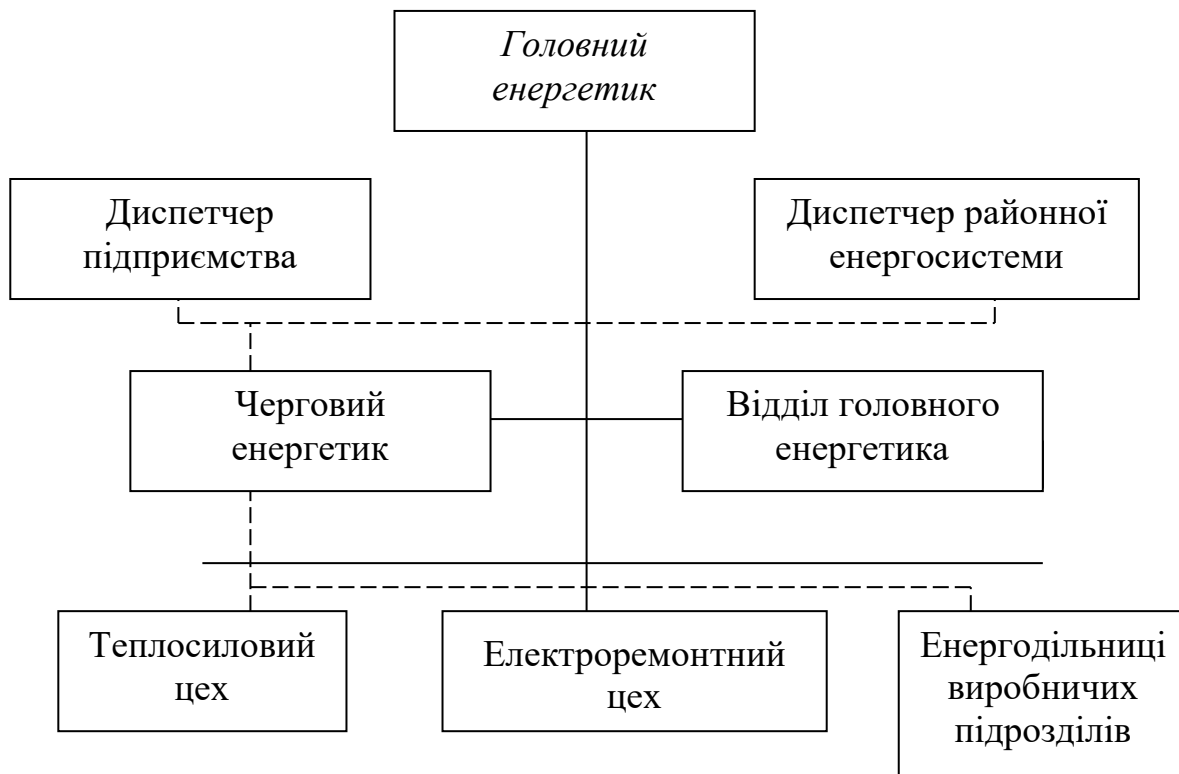 Головний
енергетик
Диспетчер
підприємства
Диспетчер районної
енергосистеми
Черговий
енергетик
Відділ головного
енергетика
Теплосиловий
цех
Електроремонтний
цех
Енергодільниці
виробничих
підрозділів